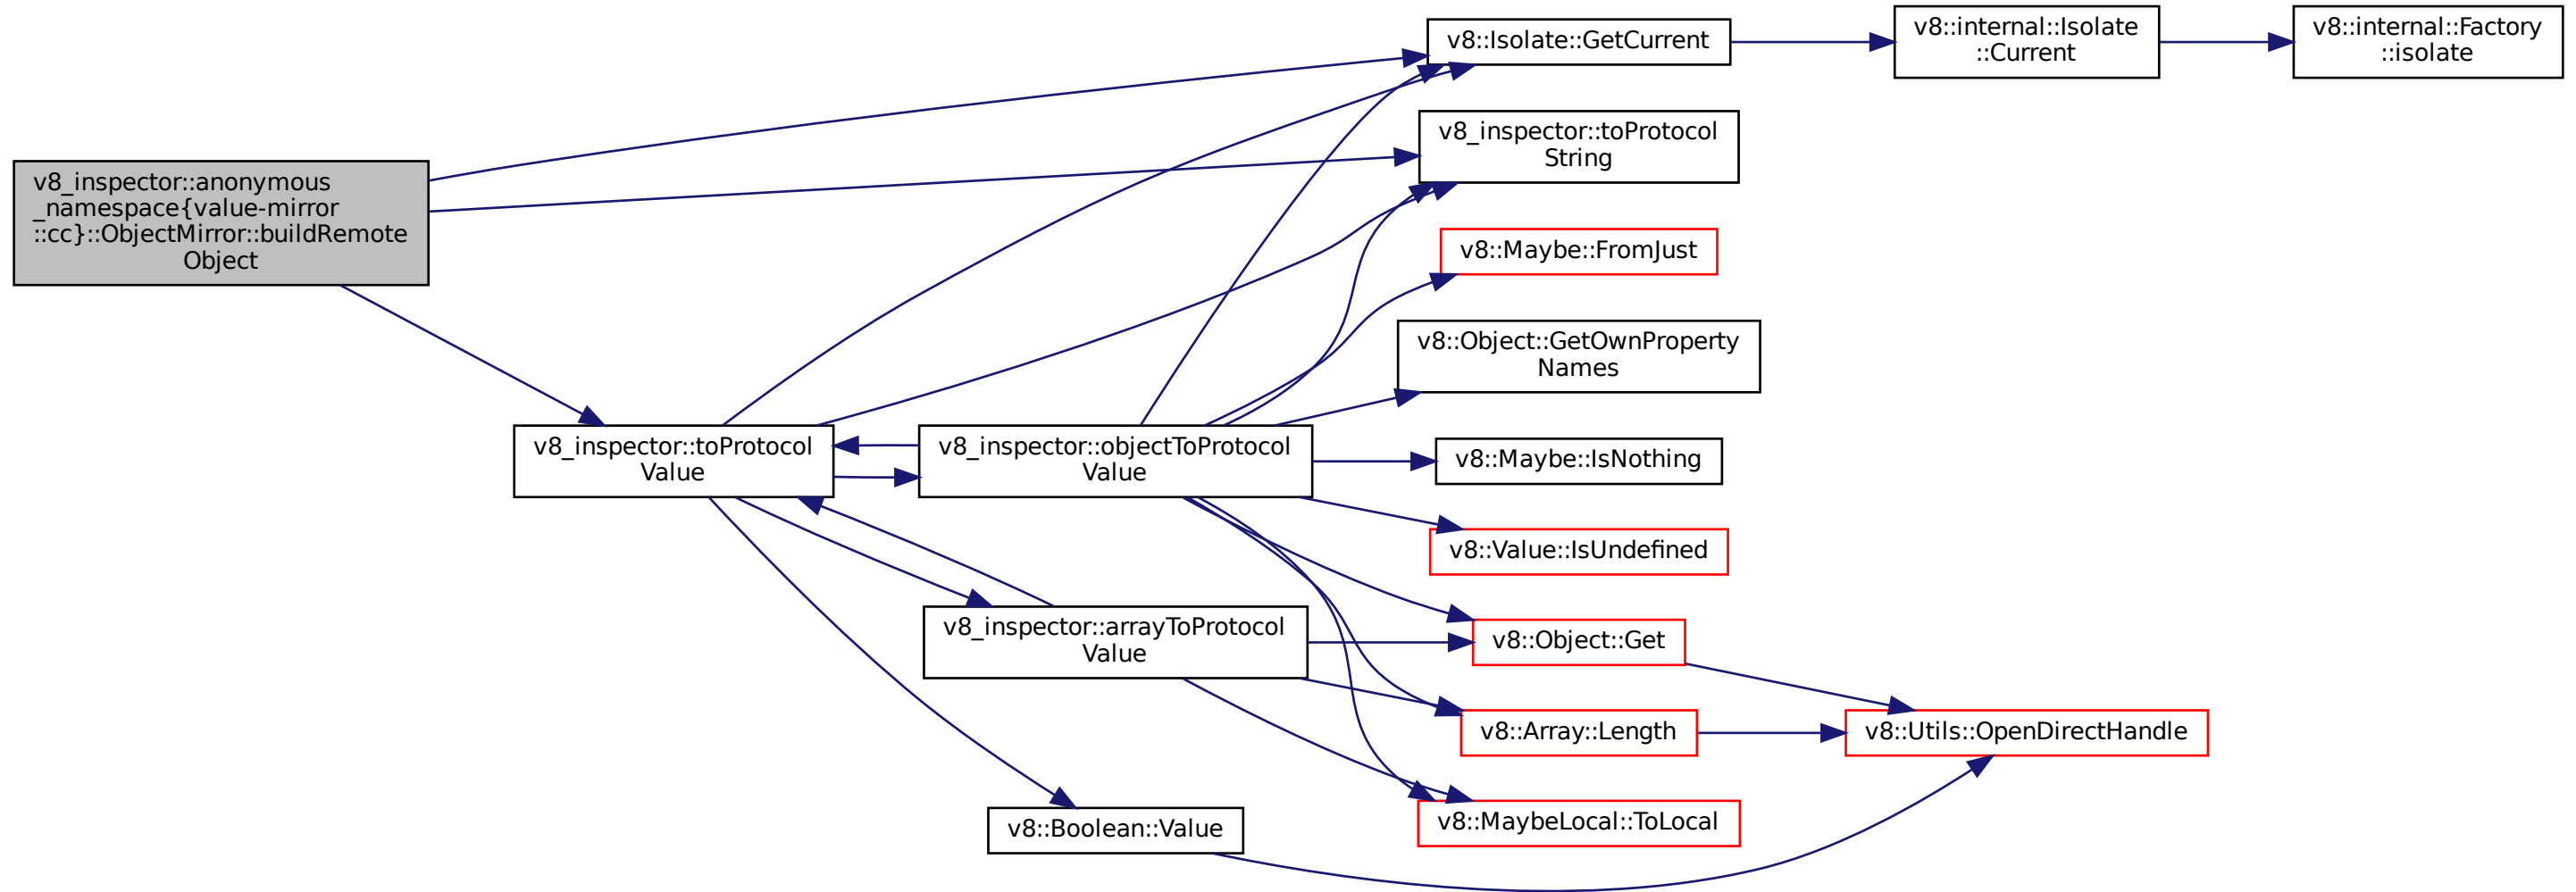 v8_inspector::anonymous
_namespace{value-mirror
::cc}::ObjectMirror::buildRemote
Object
v8::Isolate::GetCurrent
v8::internal::Isolate
::Current
v8::internal::Factory
::isolate
v8_inspector::toProtocol
String
v8::Maybe::FromJust
v8::Object::GetOwnProperty
Names
v8_inspector::toProtocol
Value
v8_inspector::objectToProtocol
Value
v8::Maybe::IsNothing
v8::Value::IsUndefined
v8_inspector::arrayToProtocol
Value
v8::Object::Get
v8::Array::Length
v8::Utils::OpenDirectHandle
v8::MaybeLocal::ToLocal
v8::Boolean::Value